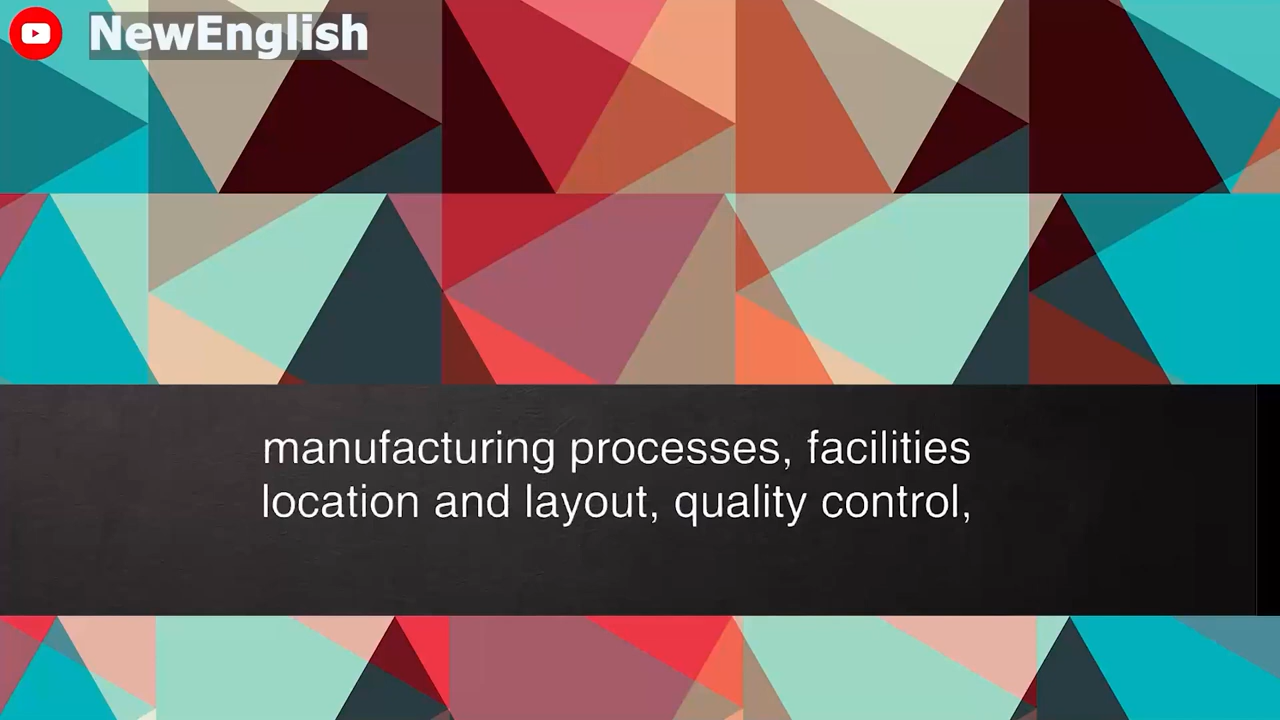 NewEnglish
manufacturing processes, facilities
location and layout, quality control,